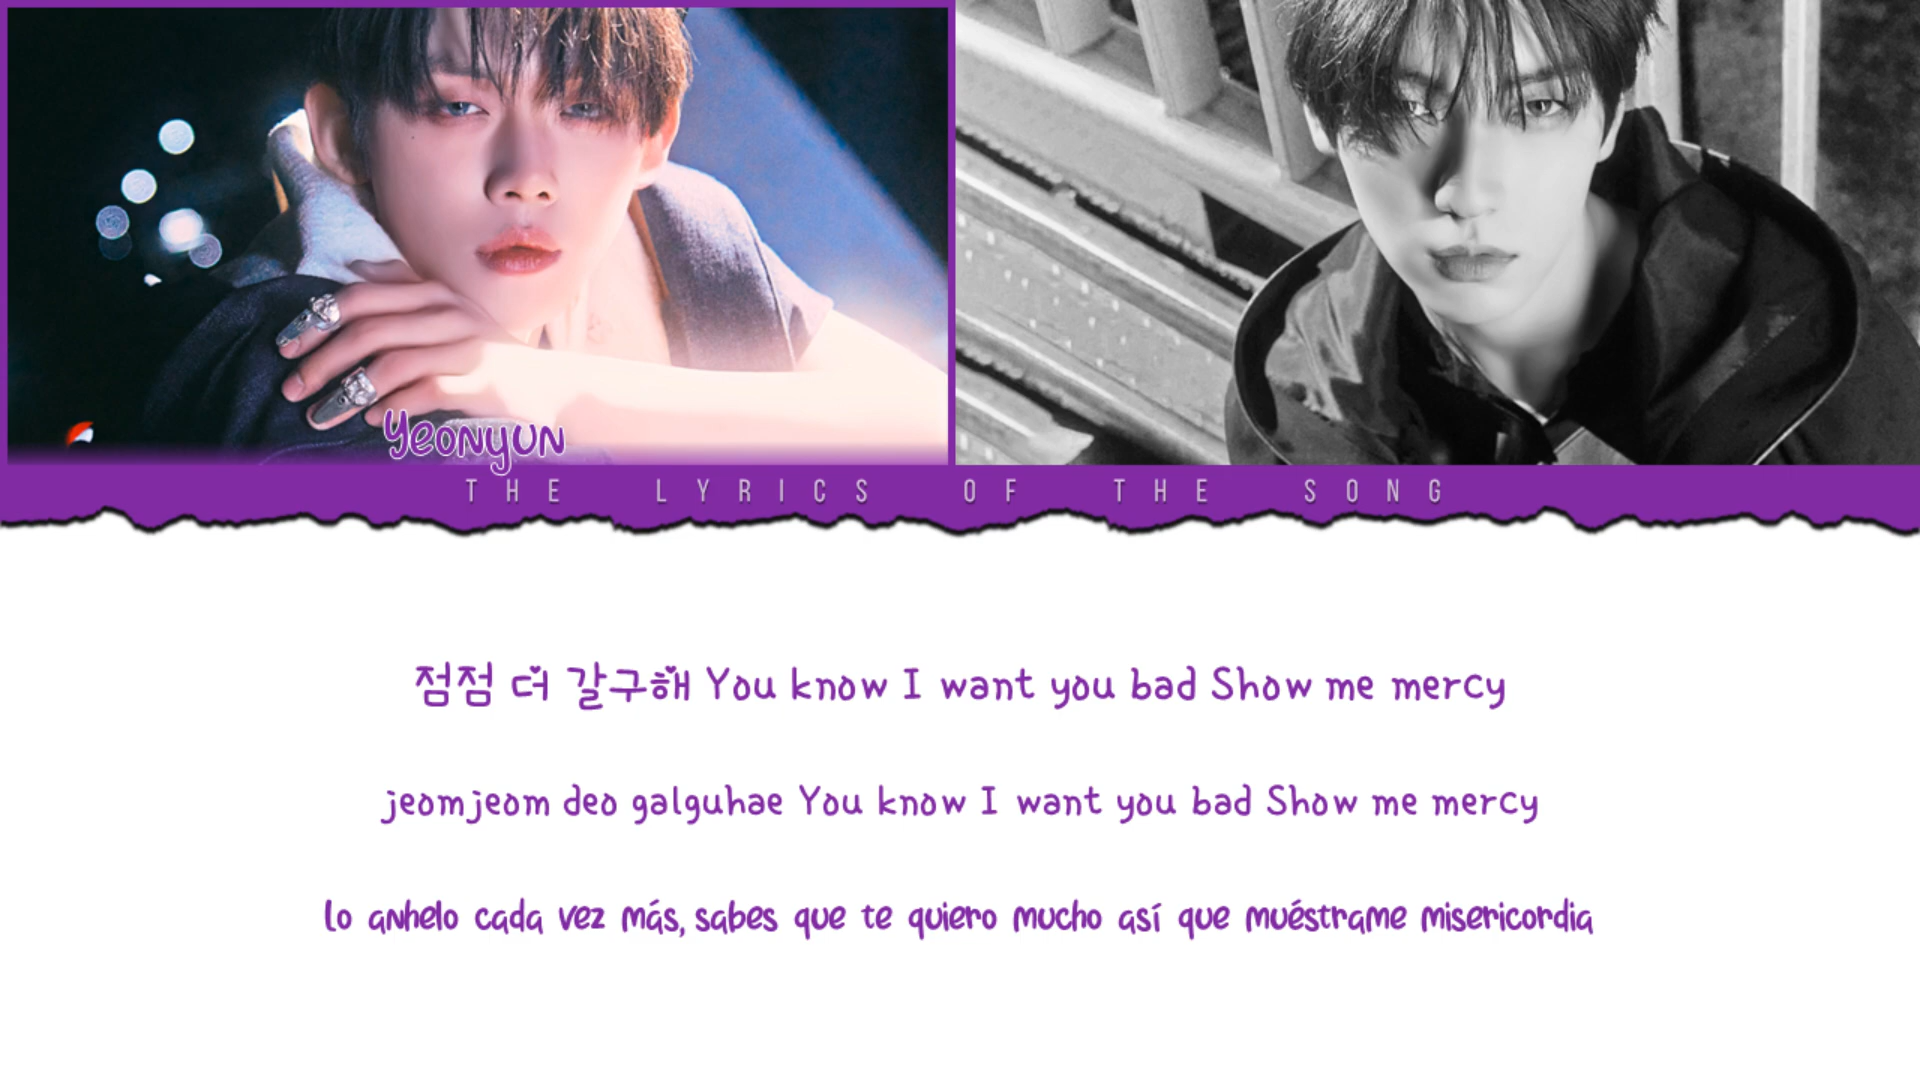 Yeonyun
THE LYRICS OF THE SONG
점점 더 갈구해 You know I want you bad Show me mercy
jeomjeom deo galguhae You know I want you bad Show me mercy
lo anhelo cada vez más, sabes que te quiero mucho así que muéstrame misericordia